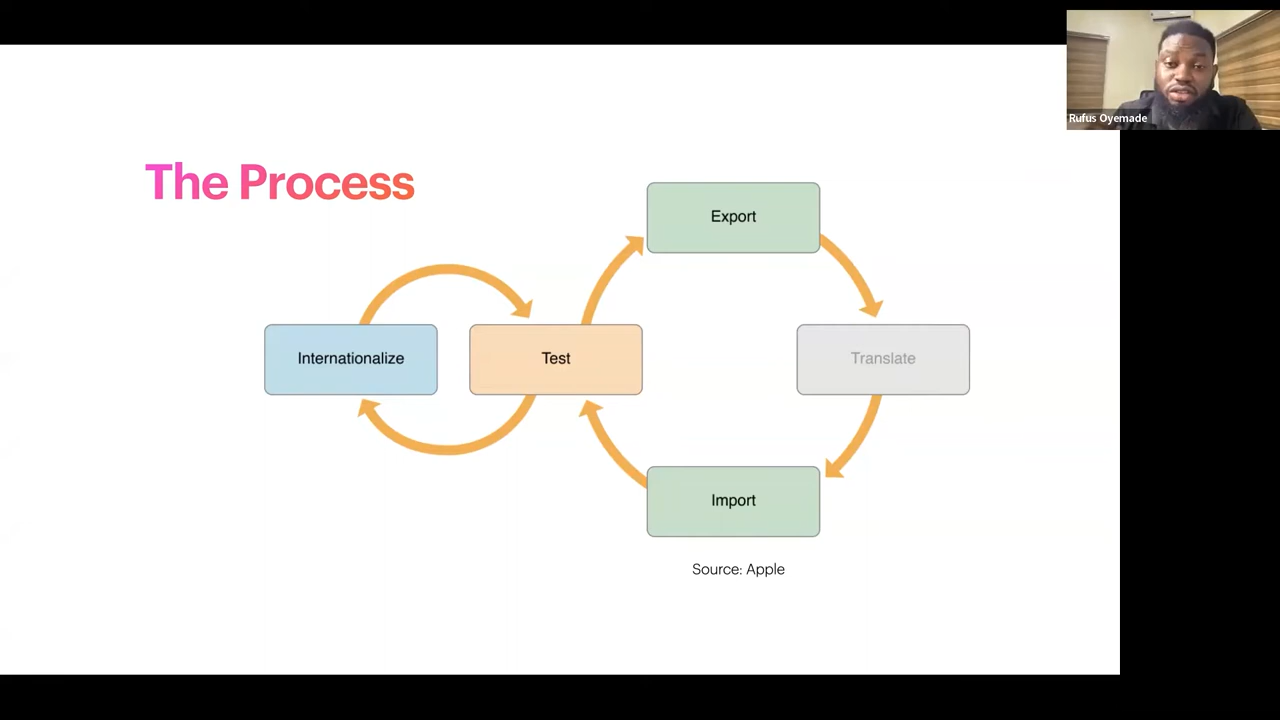 Rufus Oyemade
The Process
Export
Internationalize
Test
Translate
Import
Source: Apple